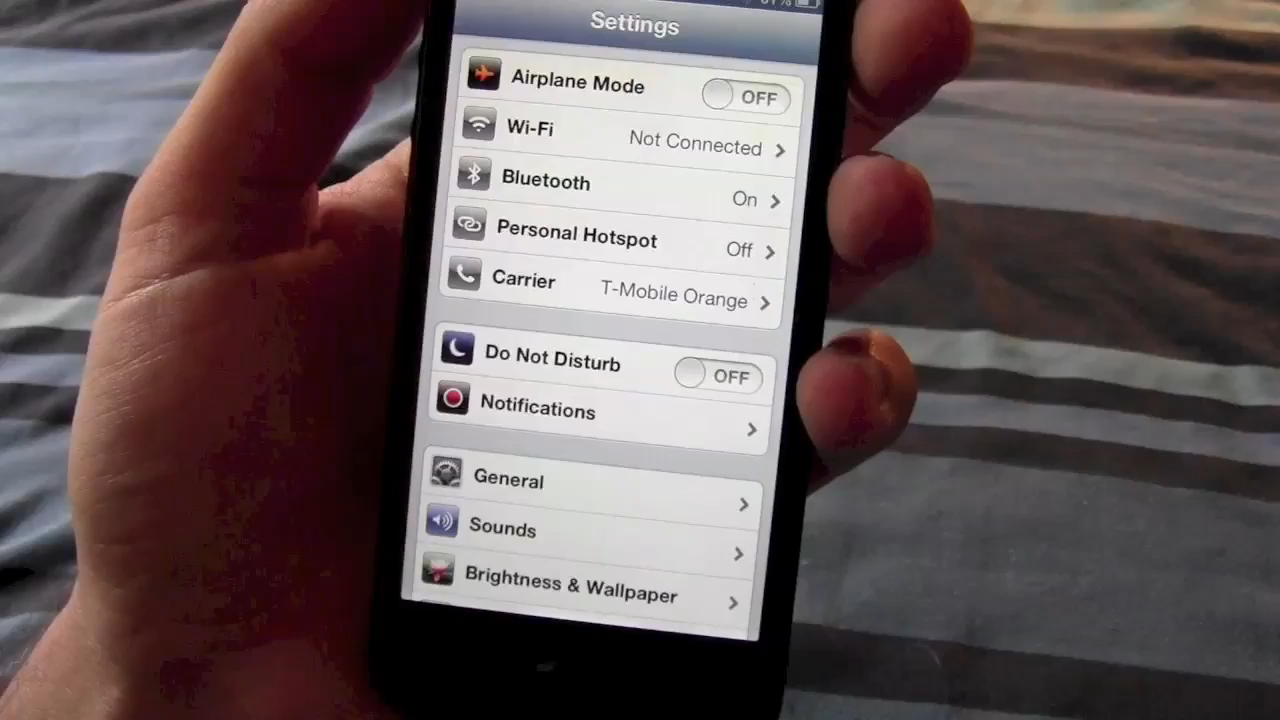 Settings
Airplane Mode OFF
Wi-Fi Not Connected
Bluetooth On
Personal Hotspot Off
Carrier T-Mobile Orange
Do Not Disturb OFF
Notifications
General
Sounds
Brightness & Wallpaper